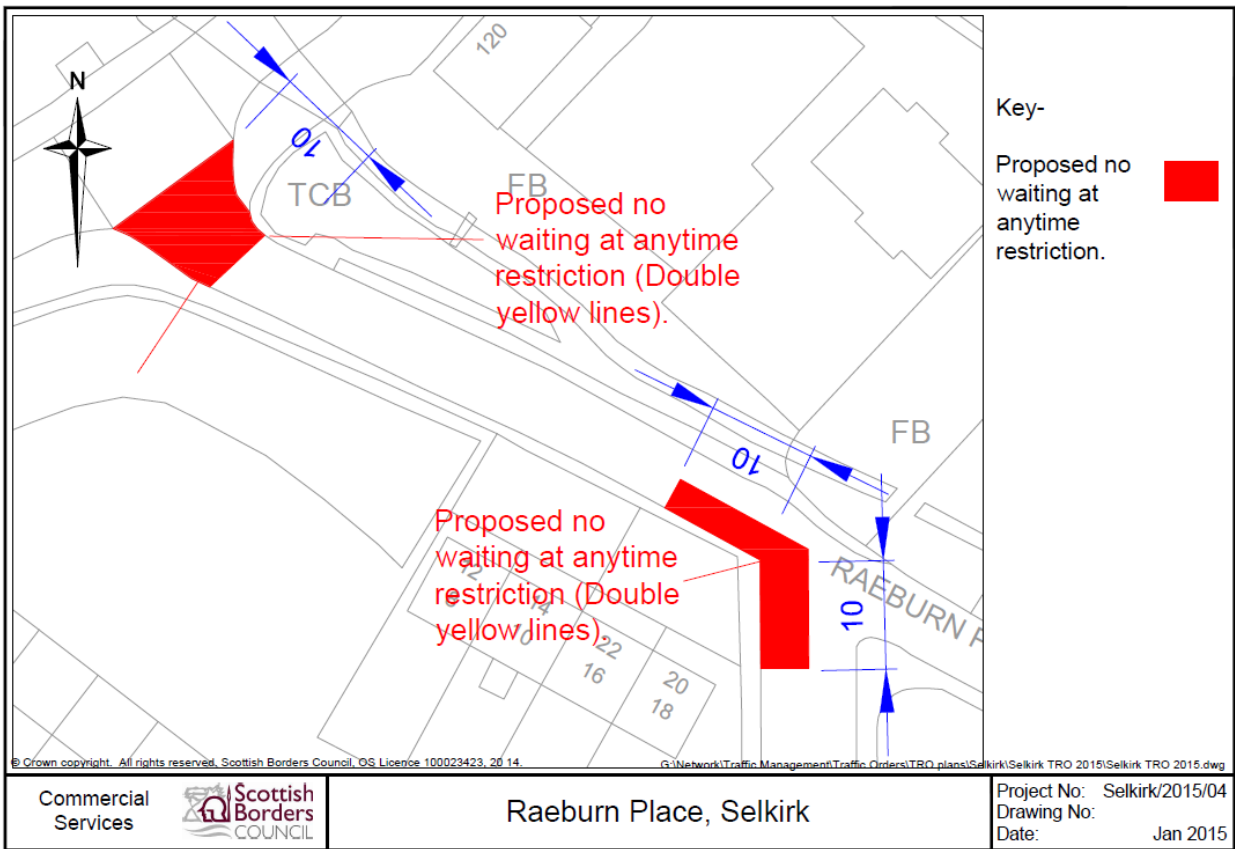 N
120
10
TCB
FB
Proposed no
waiting at anytime
restriction (Double
yellow lines).
Key-
Proposed no
waiting at
anytime
restriction.
10
FB
Proposed no
waiting at anytime
restriction (Double
yellow lines).
12
14
10
22
16
20
18
RAEBURN P
10
© Crown copyright. All rights reserved, Scottish Borders Council, OS Licence 100023423, 20 14.
G:\Network\Traffic Management\Traffic Orders\TRO plans\Selkirk\Selkirk TRO 2015\Selkirk TRO 2015.dwg
Commercial
Services
Scottish
Borders
COUNCIL
Raeburn Place, Selkirk
Project No: Selkirk/2015/04
Drawing No:
Date: Jan 2015